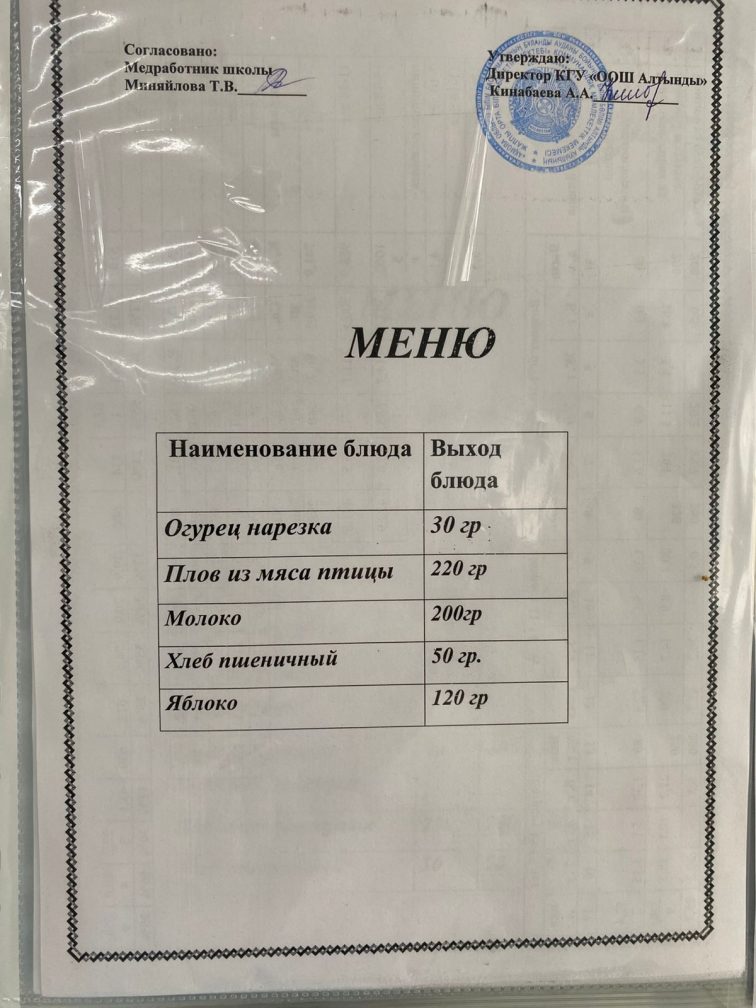 Согласовано:
Медработник школы
Миняйлова Т.В.
Утверждаю:
Директор КГУ «ООШ Алтынды»
Кинабаева А.А.
МЕНЮ
Наименование блюда Выход
блюда
Огурец нарезка 30 гр
Плов из мяса птицы 220 гр
Молоко 200гр
Хлеб пшеничный 50 гр.
Яблоко 120 гр